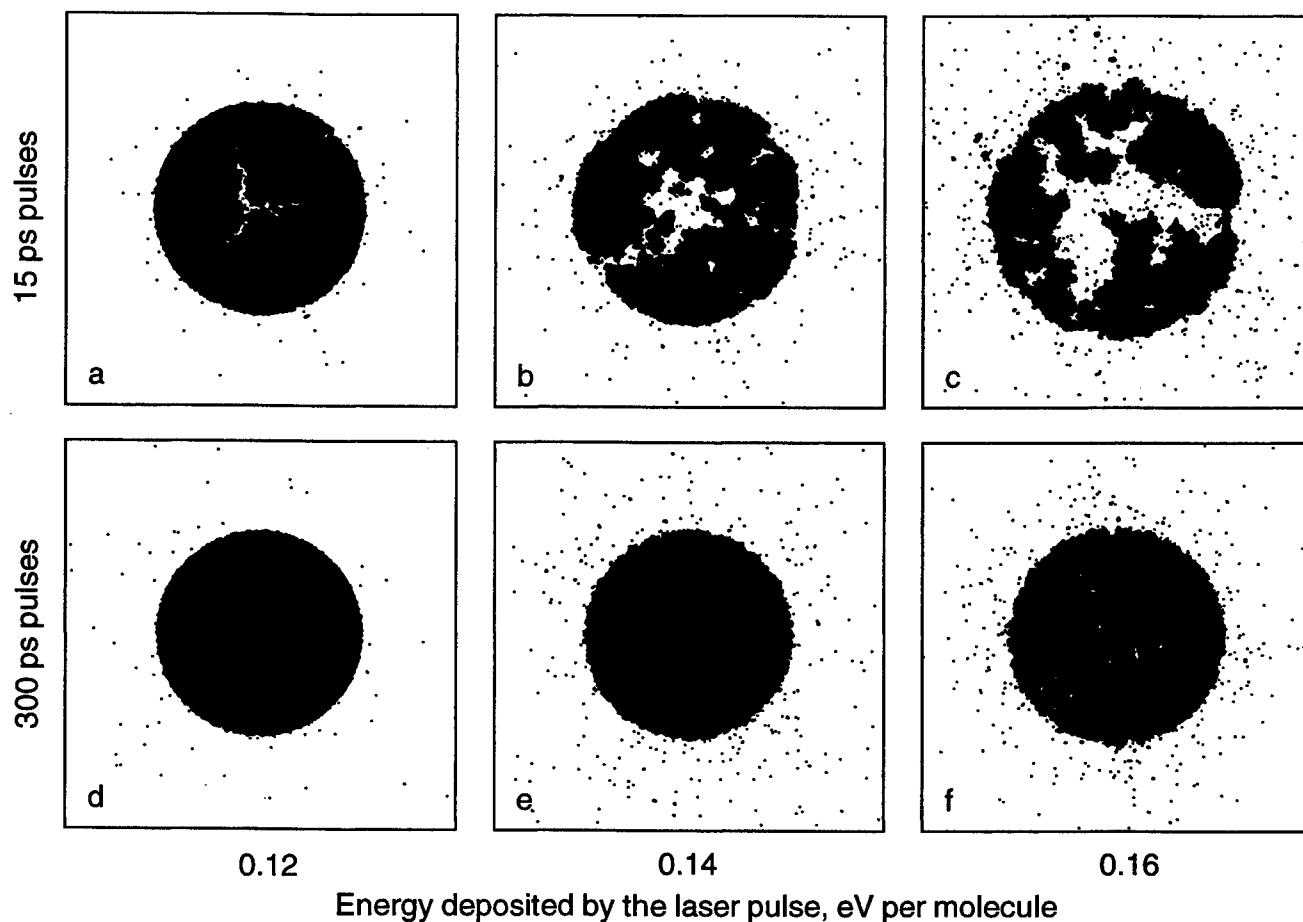 15 ps pulses
a
b
c
300 ps pulses
d
e
f
0.12
0.14
0.16
Energy deposited by the laser pulse, eV per molecule